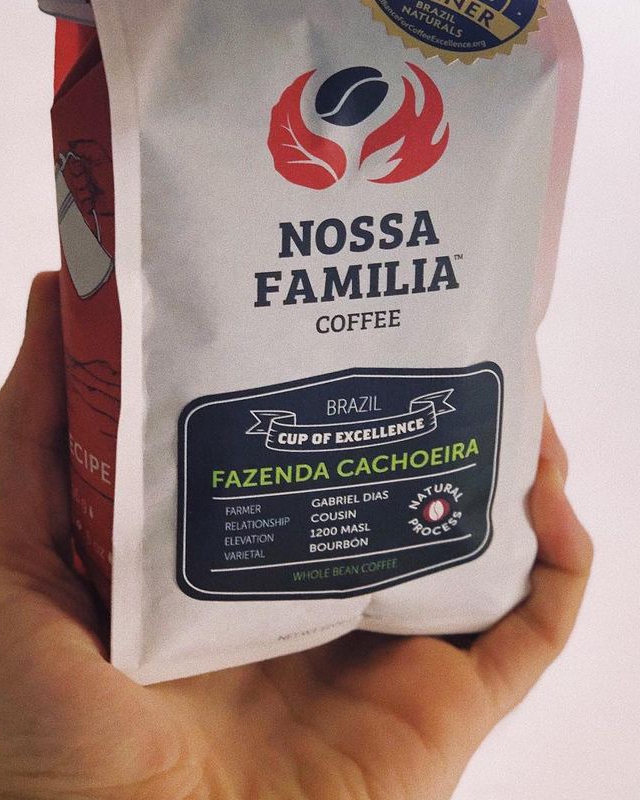 BRAZIL
NATURALS
NOSSA
FAMILIA™
COFFEE
BRAZIL
CUP OF EXCELLENCE
FAZENDA CACHOEIRA
FARMER GABRIEL DIAS
RELATIONSHIP COUSIN
ELEVATION 1200 MASL
VARIETAL BOURBÓN
NATURAL
PROCESS
WHOLE BEAN COFFEE